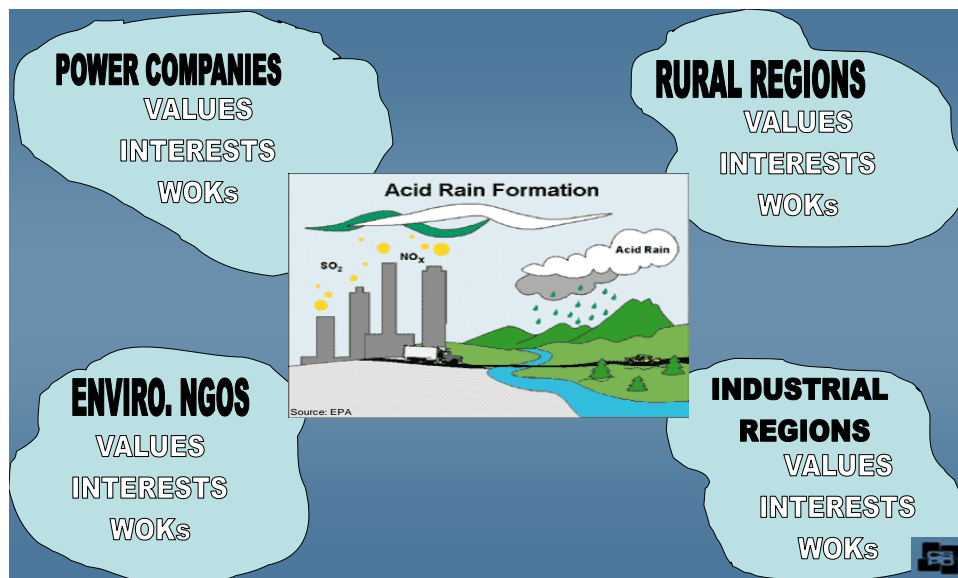 POWER COMPANIES
VALUES
INTERESTS
WOKs
RURAL REGIONS
VALUES
INTERESTS
WOKs
Acid Rain Formation
SO2
NOX
Acid Rain
Source: EPA
ENVIRO. NGOS
VALUES
INTERESTS
WOKs
INDUSTRIAL
REGIONS
VALUES
INTERESTS
WOKs